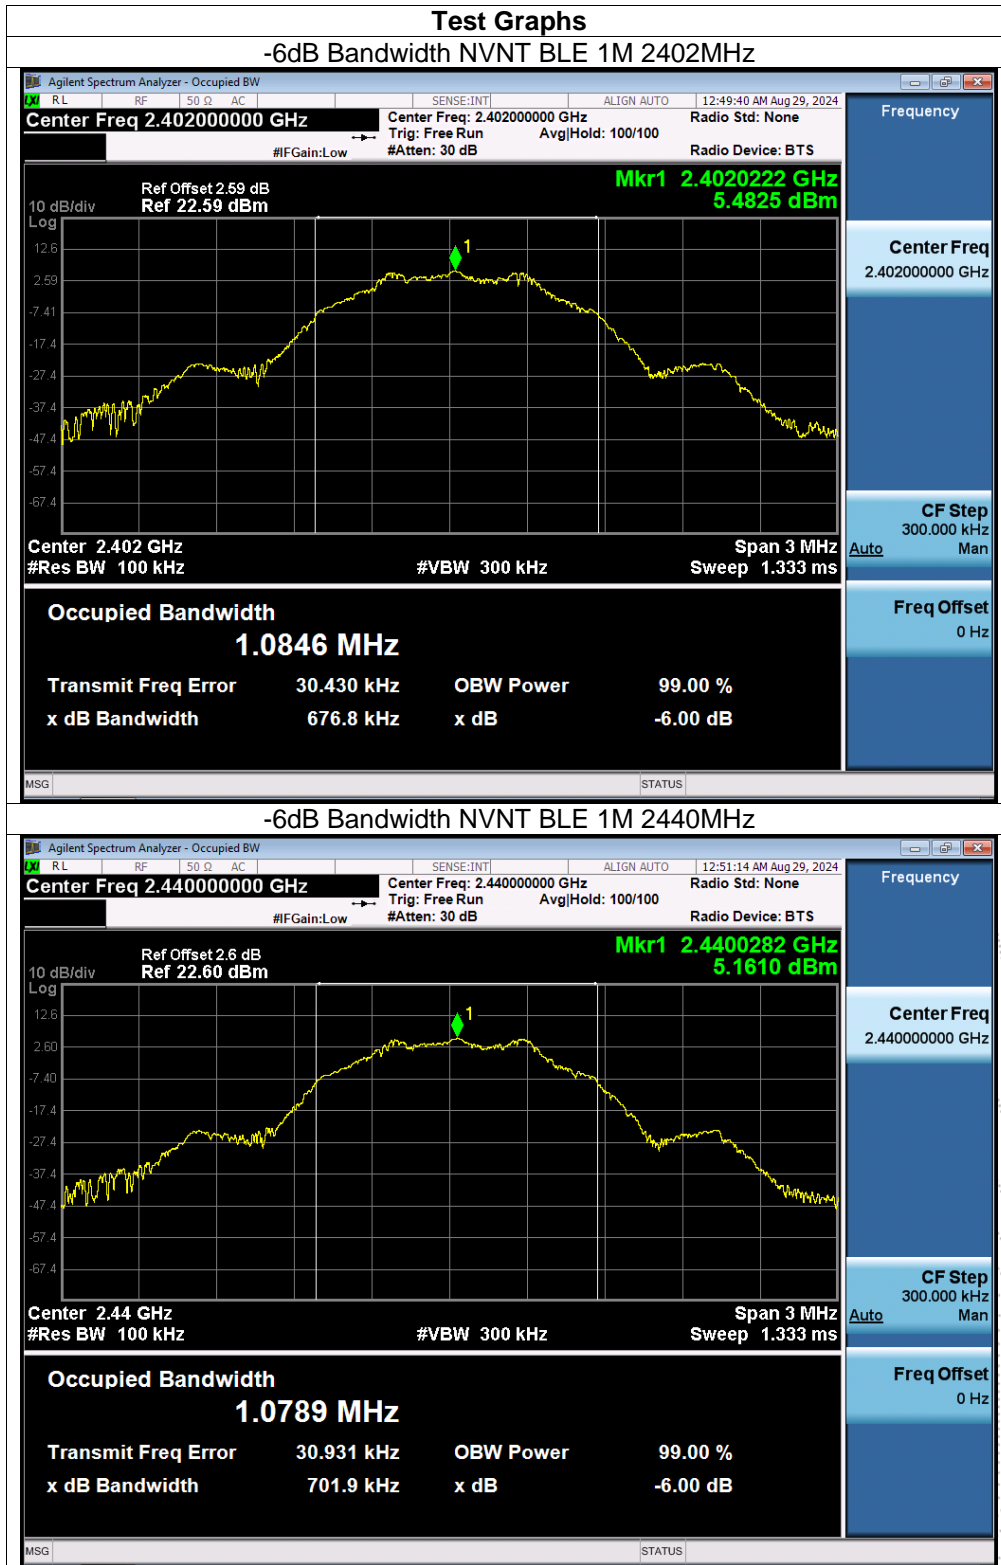 Test Graphs
-6dB Bandwidth NVNT BLE 1M 2402MHz
Agilent Spectrum Analyzer - Occupied BW
LXI RL RF 50 Ω AC SENSE:INT ALIGN AUTO 12:49:40 AM Aug 29, 2024
Center Freq 2.402000000 GHz
Center Freq: 2.402000000 GHz
Radio Std: None
Trig: Free Run Avg|Hold: 100/100
#IFGain:Low #Atten: 30 dB Radio Device: BTS
Frequency
Mkr1 2.4020222 GHz
5.4825 dBm
Ref Offset 2.59 dB
10 dB/div Ref 22.59 dBm
Log
12.6
2.59
-7.41
-17.4
-27.4
-37.4
-47.4
-57.4
-67.4
1
Center Freq
2.402000000 GHz
Center 2.402 GHz Span 3 MHz
#Res BW 100 kHz #VBW 300 kHz Sweep 1.333 ms
CF Step
300.000 kHz
Auto Man
Occupied Bandwidth
1.0846 MHz
Transmit Freq Error 30.430 kHz OBW Power 99.00 %
x dB Bandwidth 676.8 kHz x dB -6.00 dB
Freq Offset
0 Hz
MSG STATUS
-6dB Bandwidth NVNT BLE 1M 2440MHz
Agilent Spectrum Analyzer - Occupied BW
LXI RL RF 50 Ω AC SENSE:INT ALIGN AUTO 12:51:14 AM Aug 29, 2024
Center Freq 2.440000000 GHz
Center Freq: 2.440000000 GHz
Radio Std: None
Trig: Free Run Avg|Hold: 100/100
#IFGain:Low #Atten: 30 dB Radio Device: BTS
Frequency
Mkr1 2.4400282 GHz
5.1610 dBm
Ref Offset 2.6 dB
10 dB/div Ref 22.60 dBm
Log
12.6
2.60
-7.40
-17.4
-27.4
-37.4
-47.4
-57.4
-67.4
1
Center Freq
2.440000000 GHz
Center 2.44 GHz Span 3 MHz
#Res BW 100 kHz #VBW 300 kHz Sweep 1.333 ms
CF Step
300.000 kHz
Auto Man
Occupied Bandwidth
1.0789 MHz
Transmit Freq Error 30.931 kHz OBW Power 99.00 %
x dB Bandwidth 701.9 kHz x dB -6.00 dB
Freq Offset
0 Hz
MSG STATUS